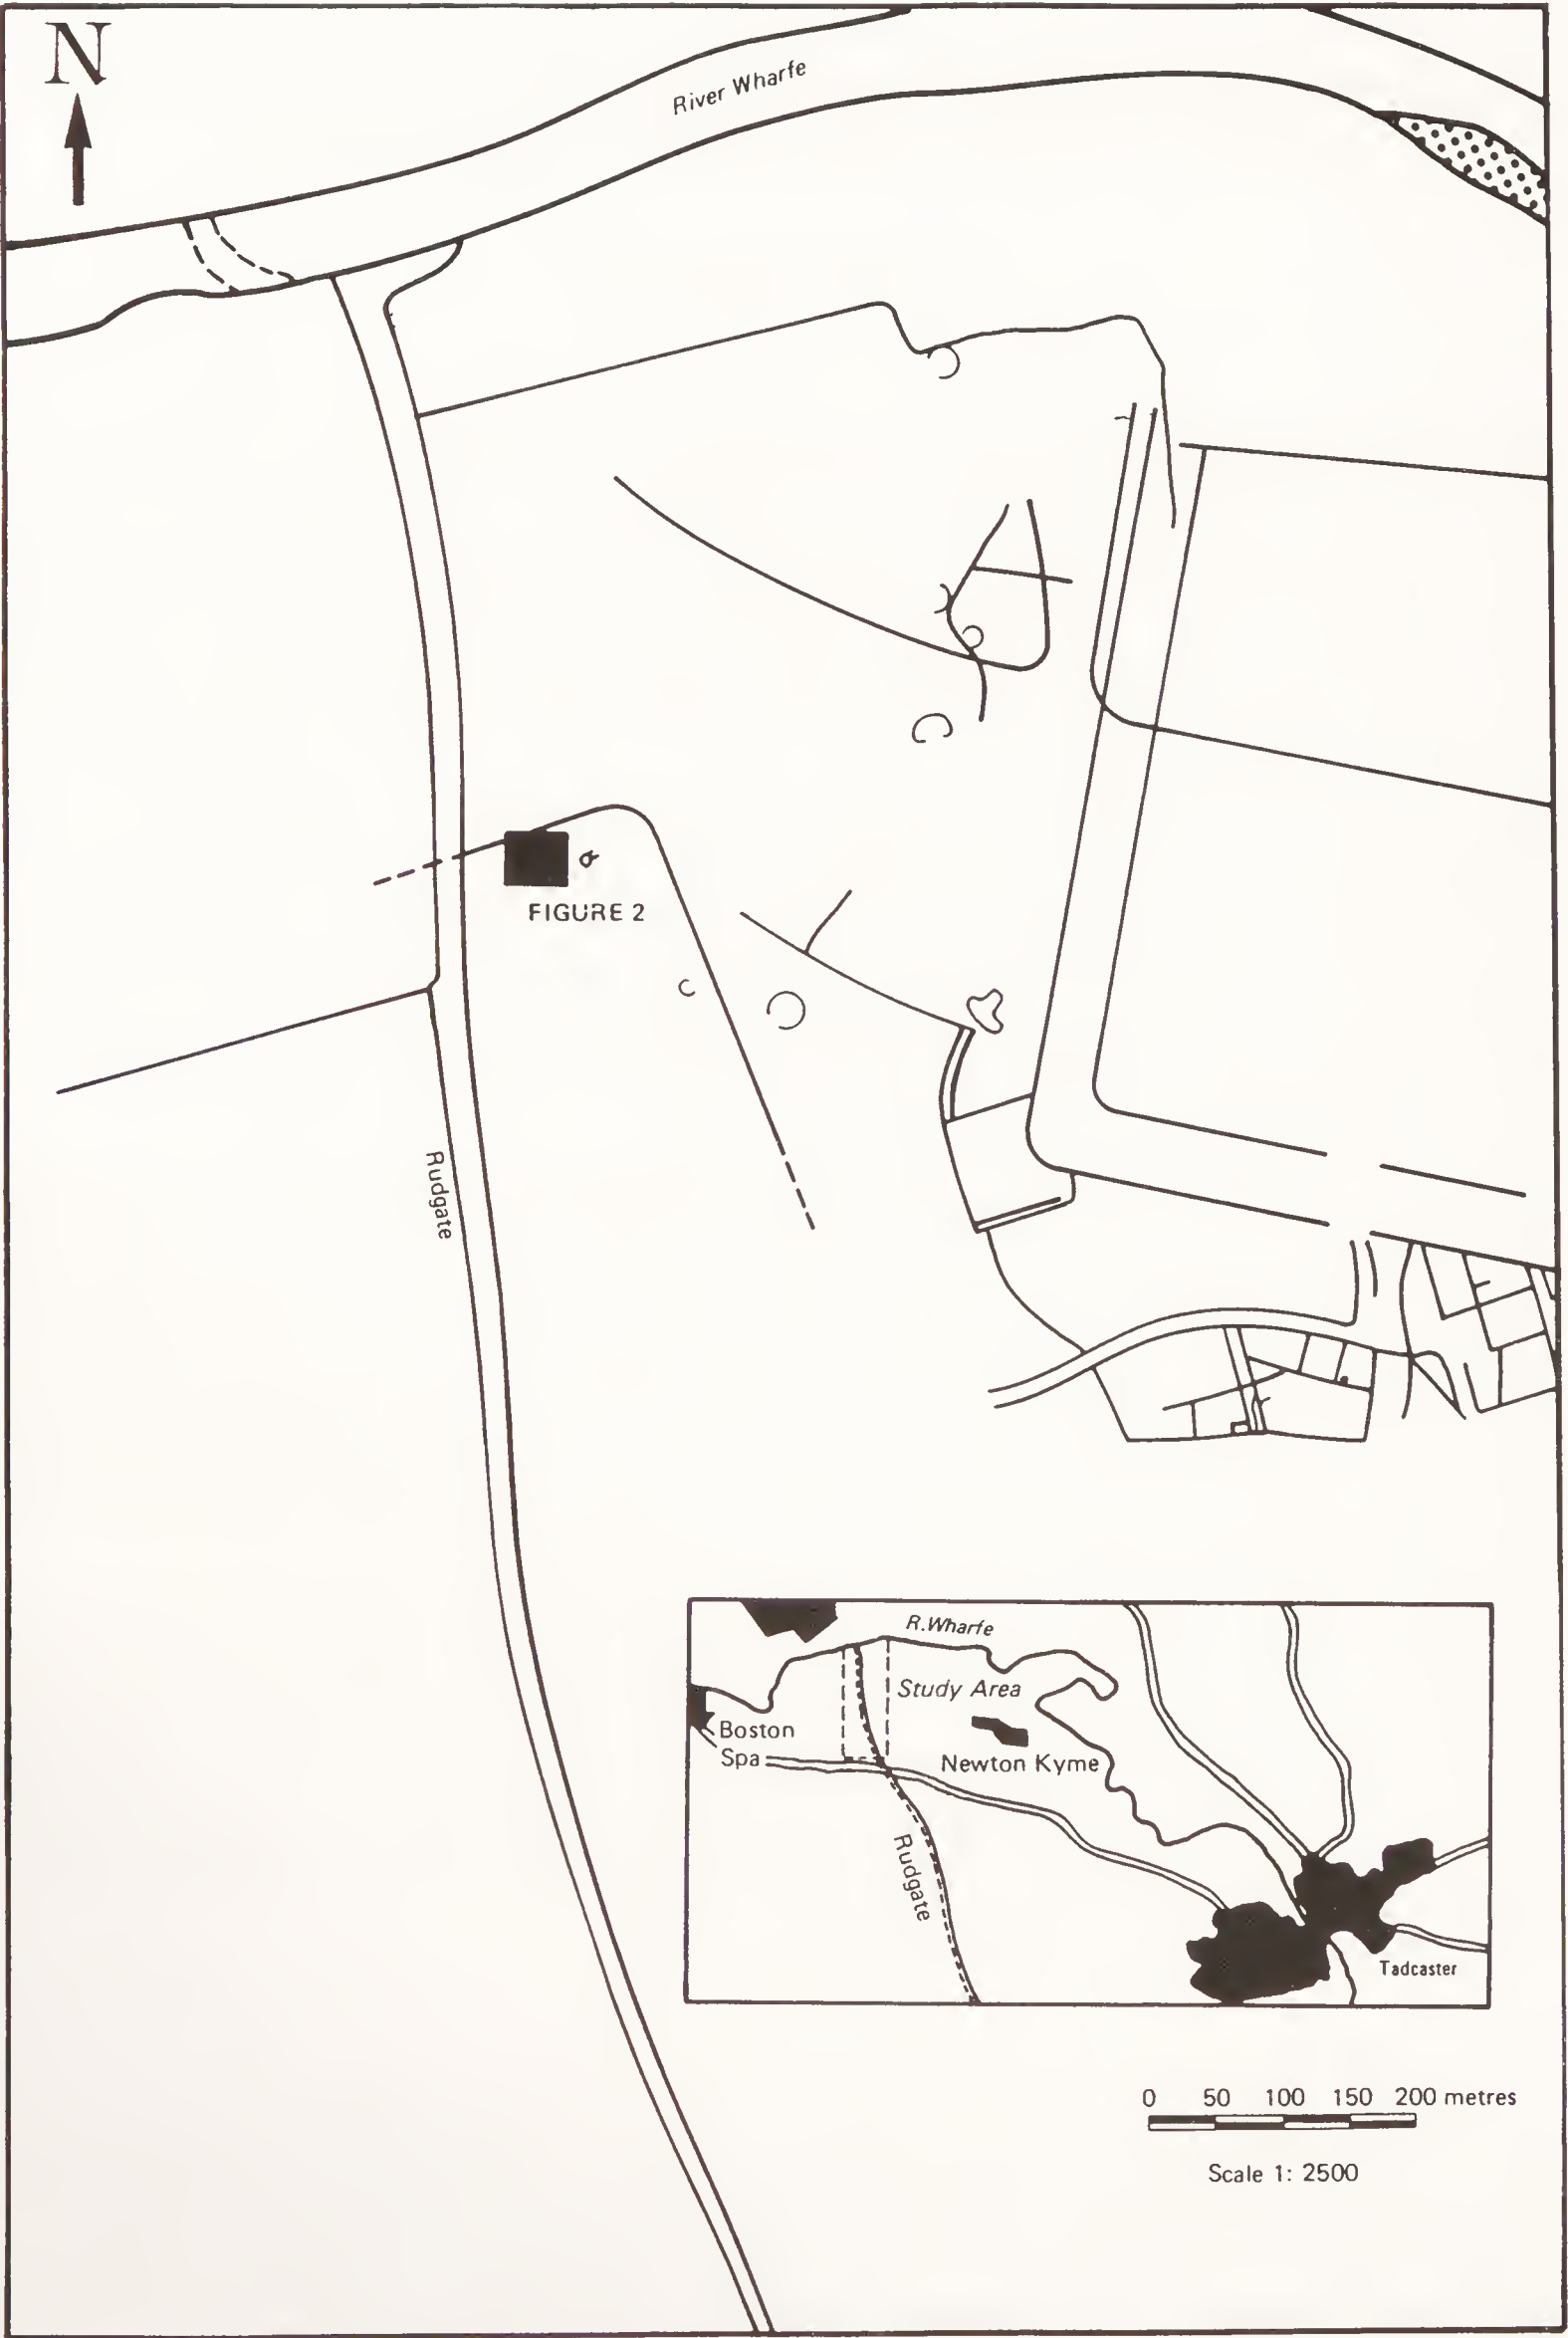 N
River Wharfe
FIGURE 2
Rudgate
R. Wharfe
Study Area
Boston
Spa
Newton Kyme
Rudgate
Tadcaster
0 50 100 150 200 metres
Scale 1: 2500